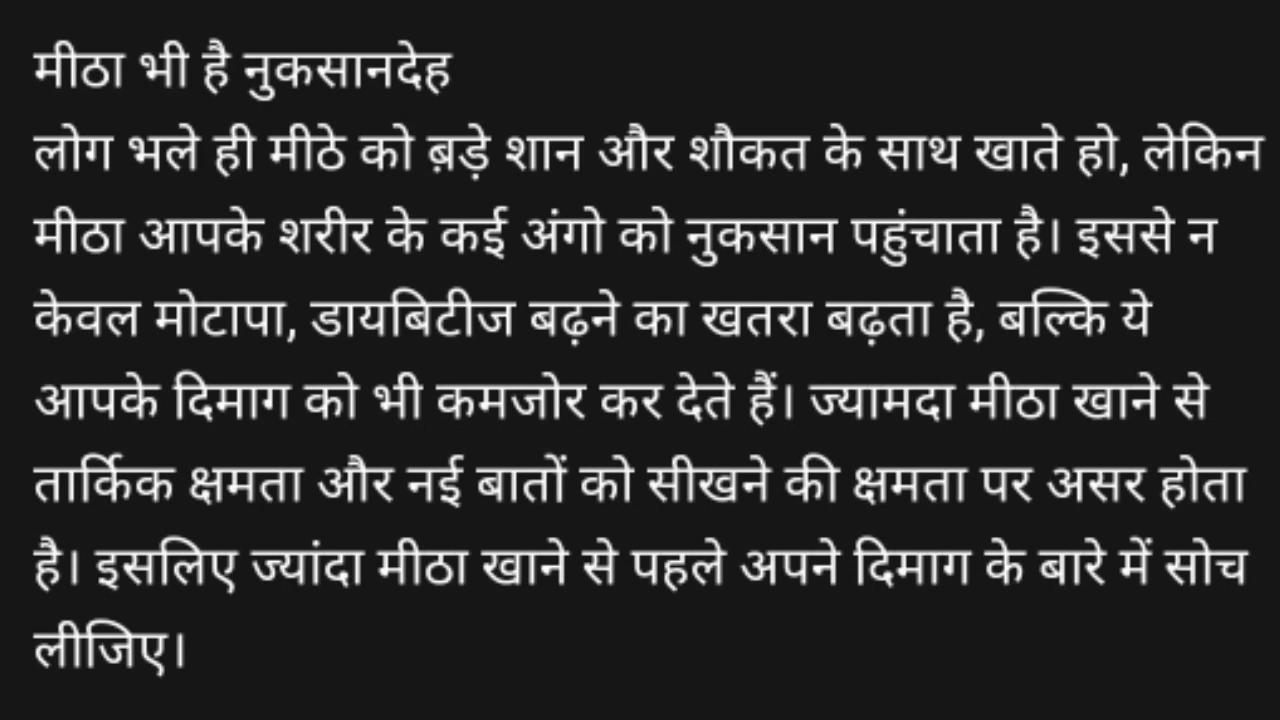 मीठा भी है नुकसानदेह
लोग भले ही मीठे को ब़ड़े शान और शौकत के साथ खाते हो, लेकिन
मीठा आपके शरीर के कई अंगो को नुकसान पहुंचाता है। इससे न
केवल मोटापा, डायबिटीज बढ़ने का खतरा बढ़ता है, बल्कि ये
आपके दिमाग को भी कमजोर कर देते हैं। ज्यामदा मीठा खाने से
तार्किक क्षमता और नई बातों को सीखने की क्षमता पर असर होता
है। इसलिए ज्यांदा मीठा खाने से पहले अपने दिमाग के बारे में सोच
लीजिए।